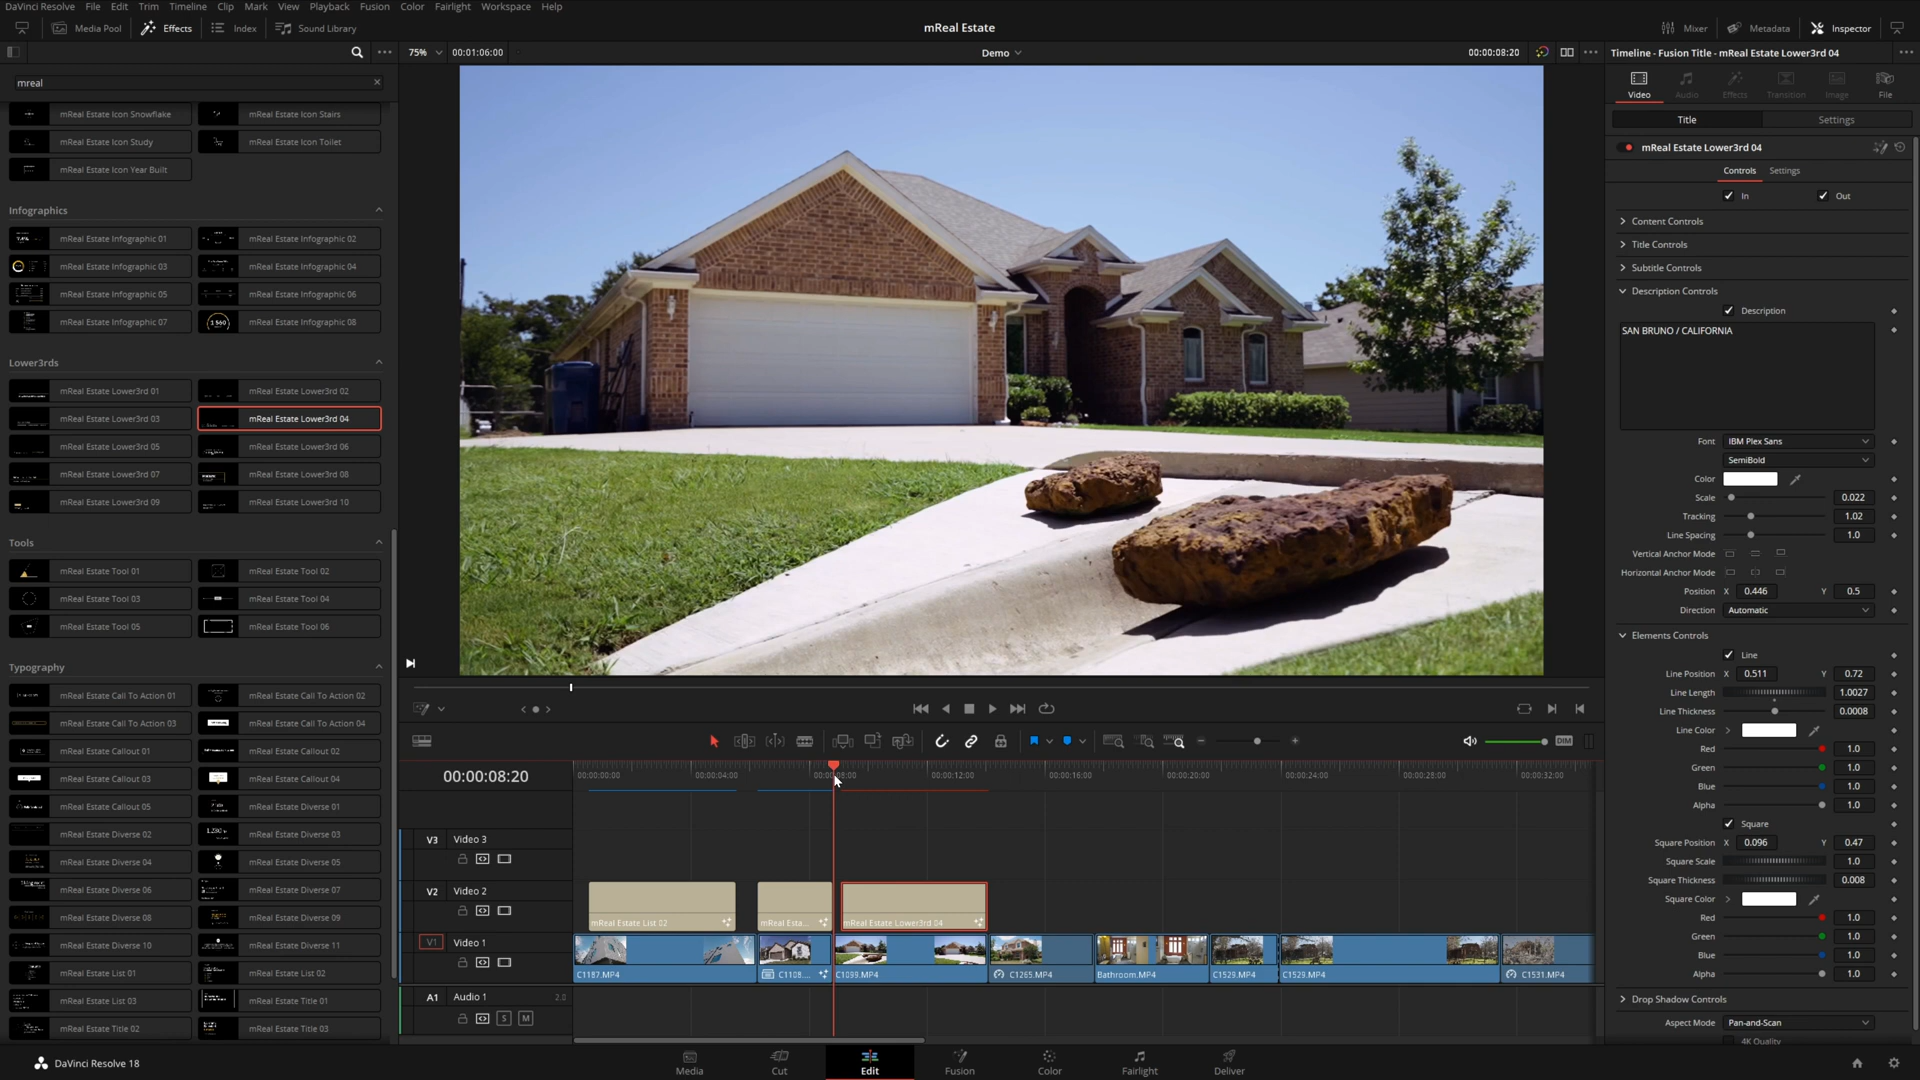 DaVinci Resolve File Edit Trim Timeline Clip Mark View Playback Fusion Color Fairlight Workspace Help
Media Pool Effects Index Sound Library mReal Estate Mixer Metadata Inspector
75% 00:01:06:00 Demo 00:00:08:20 Timeline - Fusion Title - mReal Estate Lower3rd 04
mreal
mReal Estate Icon Snowflake mReal Estate Icon Stairs
mReal Estate Icon Study mReal Estate Icon Toilet
mReal Estate Icon Year Built
Infographics
mReal Estate Infographic 01 mReal Estate Infographic 02
mReal Estate Infographic 03 mReal Estate Infographic 04
mReal Estate Infographic 05 mReal Estate Infographic 06
mReal Estate Infographic 07 mReal Estate Infographic 08
Lower3rds
mReal Estate Lower3rd 01 mReal Estate Lower3rd 02
mReal Estate Lower3rd 03 mReal Estate Lower3rd 04
mReal Estate Lower3rd 05 mReal Estate Lower3rd 06
mReal Estate Lower3rd 07 mReal Estate Lower3rd 08
mReal Estate Lower3rd 09 mReal Estate Lower3rd 10
Tools
mReal Estate Tool 01 mReal Estate Tool 02
mReal Estate Tool 03 mReal Estate Tool 04
mReal Estate Tool 05 mReal Estate Tool 06
Typography
mReal Estate Call To Action 01 mReal Estate Call To Action 02
mReal Estate Call To Action 03 mReal Estate Call To Action 04
mReal Estate Callout 01 mReal Estate Callout 02
mReal Estate Callout 03 mReal Estate Callout 04
mReal Estate Callout 05 mReal Estate Diverse 01
mReal Estate Diverse 02 mReal Estate Diverse 03
mReal Estate Diverse 04 mReal Estate Diverse 05
mReal Estate Diverse 06 mReal Estate Diverse 07
mReal Estate Diverse 08 mReal Estate Diverse 09
mReal Estate Diverse 10 mReal Estate Diverse 11
mReal Estate List 01 mReal Estate List 02
mReal Estate List 03 mReal Estate Title 01
mReal Estate Title 02 mReal Estate Title 03
Video Audio Effects Transition Image File
Title Settings
mReal Estate Lower3rd 04
Controls Settings
In Out
Content Controls
Title Controls
Subtitle Controls
Description Controls
Description
SAN BRUNO / CALIFORNIA
Font IBM Plex Sans
SemiBold
Color
Scale 0.022
Tracking 1.02
Line Spacing 1.0
Vertical Anchor Mode
Horizontal Anchor Mode
Position X 0.446 Y 0.5
Direction Automatic
Elements Controls
Line
Line Position X 0.511 Y 0.72
Line Length 1.0027
Line Thickness 0.0008
Line Color
Red 1.0
Green 1.0
Blue 1.0
Alpha 1.0
Square
Square Position X 0.096 Y 0.47
Square Scale 1.0
Square Thickness 0.008
Square Color
Red 1.0
Green 1.0
Blue 1.0
Alpha 1.0
Drop Shadow Controls
Aspect Mode Pan-and-Scan
4K Quality
DIM
00:00:08:20 00:00:00:00 00:00:04:00 00:00:08:00 00:00:12:00 00:00:16:00 00:00:20:00 00:00:24:00 00:00:28:00 00:00:32:00
V3 Video 3
V2 Video 2
mReal Estate List 02 mReal Esta... mReal Estate Lower3rd 04
V1 Video 1
C1187.MP4 C1108.... C1099.MP4 C1265.MP4 Bathroom.MP4 C1529.MP4 C1529.MP4 C1531.MP4
A1 Audio 1 2.0
S M
DaVinci Resolve 18 Media Cut Edit Fusion Color Fairlight Deliver